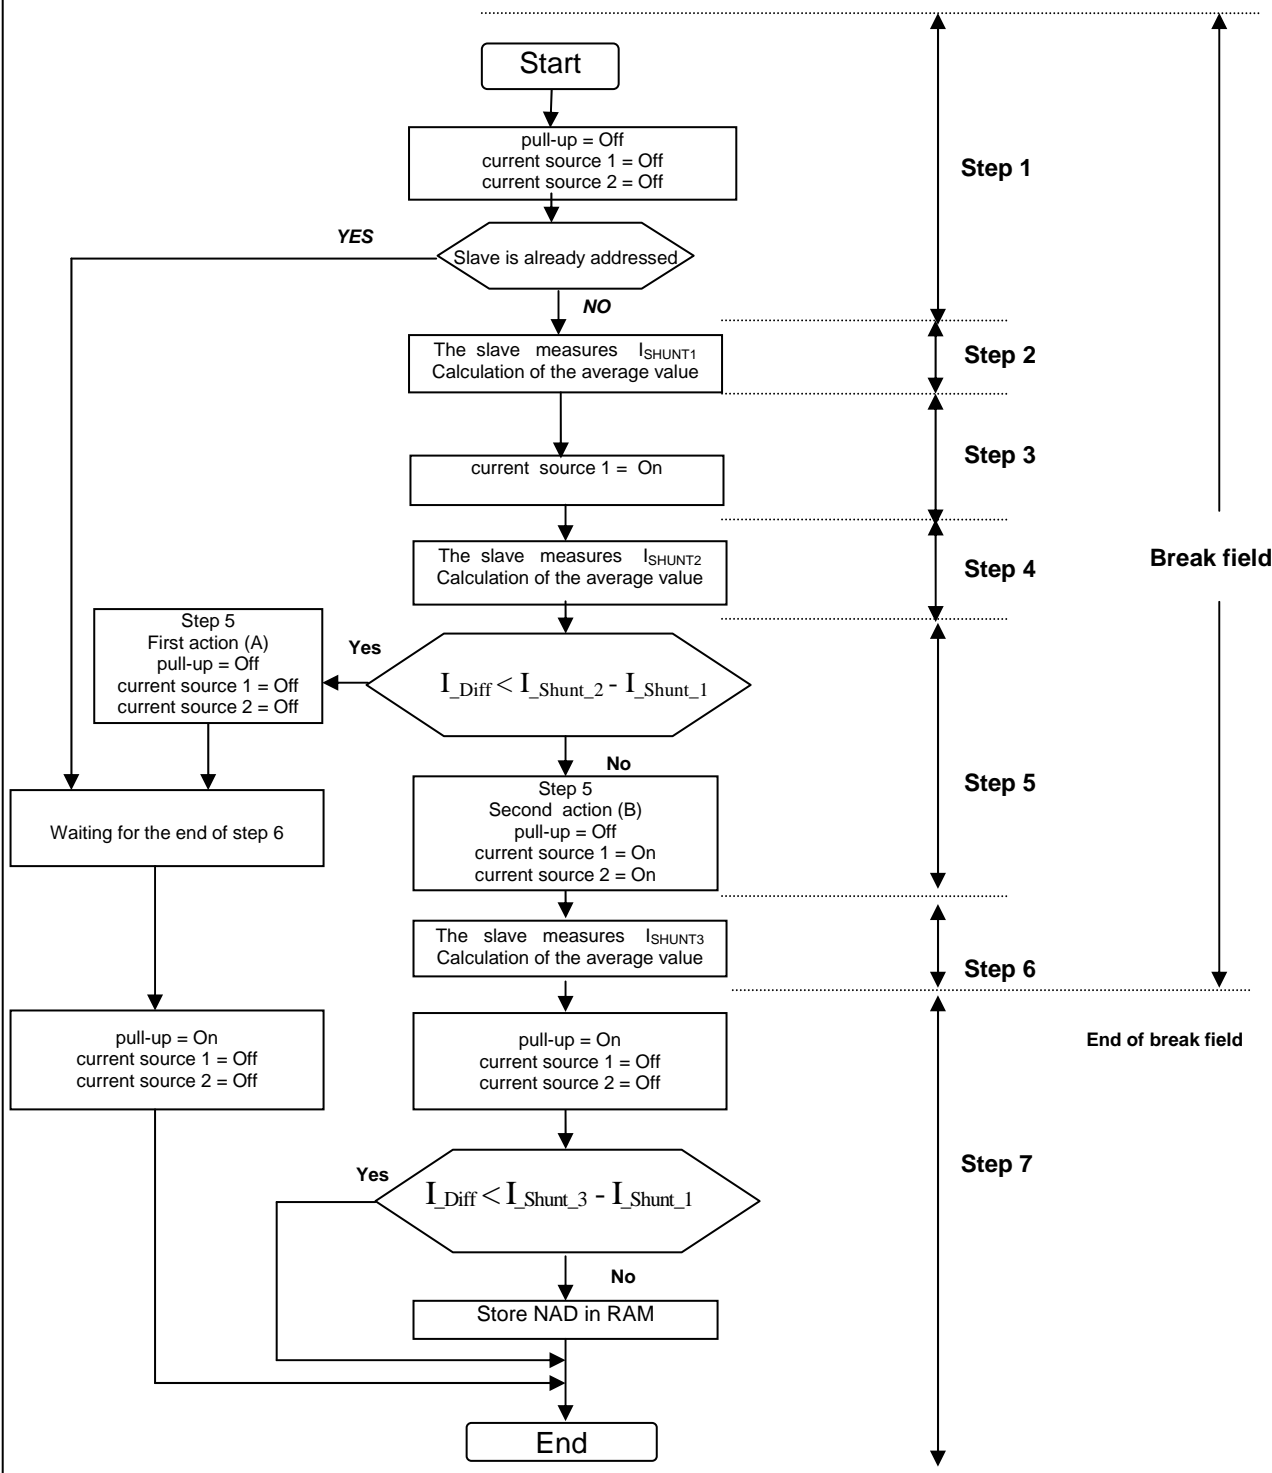 Start
pull-up = Off
current source 1 = Off
current source 2 = Off
Step 1
YES
Slave is already addressed
NO
The slave measures I_SHUNT1
Calculation of the average value
Step 2
current source 1 = On
Step 3
The slave measures I_SHUNT2
Calculation of the average value
Step 4
Break field
Step 5
First action (A)
pull-up = Off
current source 1 = Off
current source 2 = Off
Yes
I_Diff < I_Shunt_2 - I_Shunt_1
No
Step 5
Second action (B)
pull-up = Off
current source 1 = On
current source 2 = On
Step 5
Waiting for the end of step 6
The slave measures I_SHUNT3
Calculation of the average value
Step 6
pull-up = On
current source 1 = Off
current source 2 = Off
pull-up = On
current source 1 = Off
current source 2 = Off
End of break field
Yes
I_Diff < I_Shunt_3 - I_Shunt_1
Step 7
No
Store NAD in RAM
End